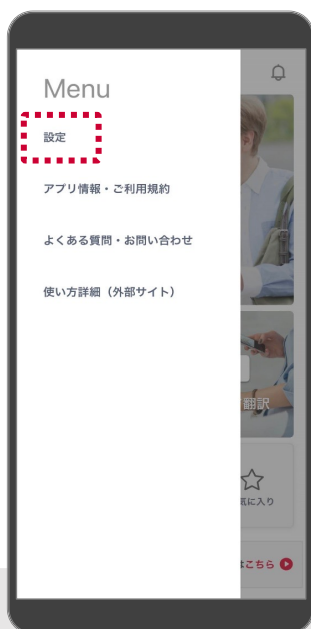 Menu
設定
アプリ情報・ご利用規約
よくある質問・お問い合わせ
使い方詳細（外部サイト）
翻訳
気に入り
はこちら